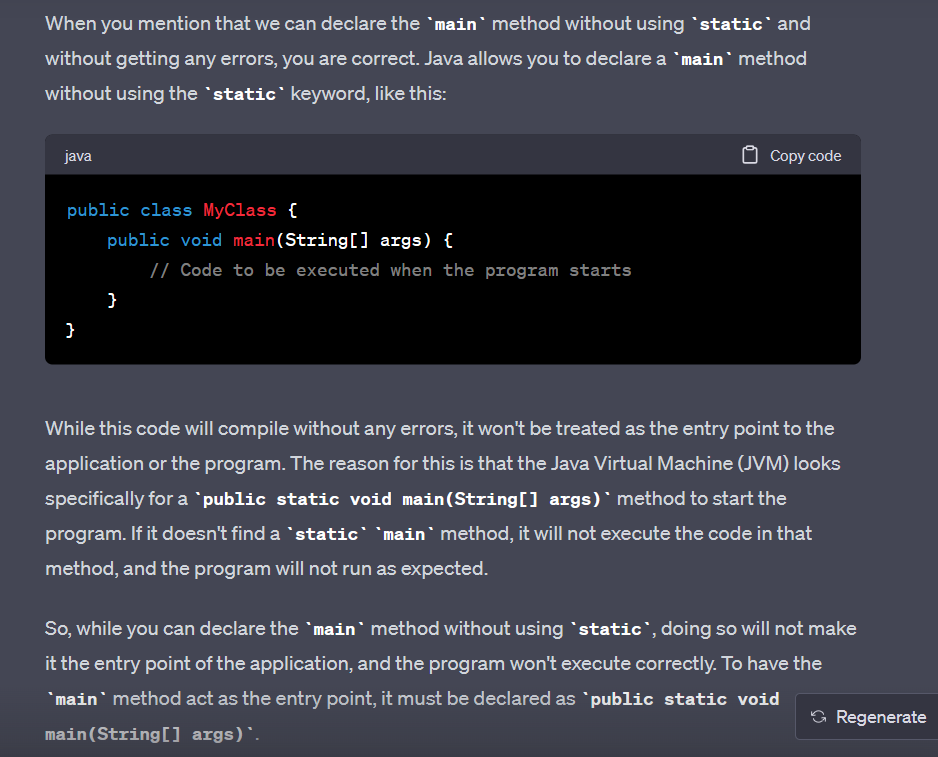 When you mention that we can declare the `main` method without using `static` and
without getting any errors, you are correct. Java allows you to declare a `main` method
without using the `static` keyword, like this:
java
Copy code
public class MyClass {
    public void main(String[] args) {
        // Code to be executed when the program starts
    }
}
While this code will compile without any errors, it won't be treated as the entry point to the
application or the program. The reason for this is that the Java Virtual Machine (JVM) looks
specifically for a `public static void main(String[] args)` method to start the
program. If it doesn't find a `static` `main` method, it will not execute the code in that
method, and the program will not run as expected.
So, while you can declare the `main` method without using `static`, doing so will not make
it the entry point of the application, and the program won't execute correctly. To have the
`main` method act as the entry point, it must be declared as `public static void
main(String[] args)`.
Regenerate